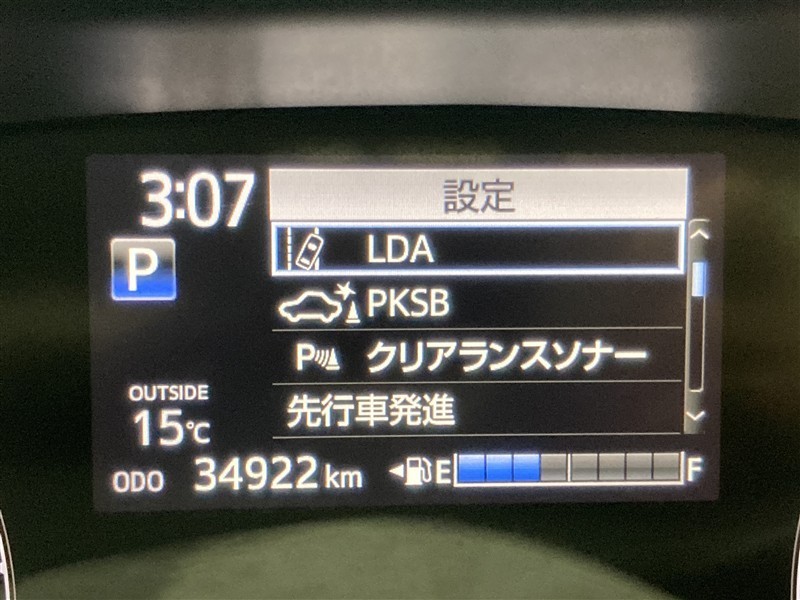 3:07
設定
P
LDA
PKSB
P クリアランスソナー
先行車発進
OUTSIDE
15℃
ODO 34922 km
E F